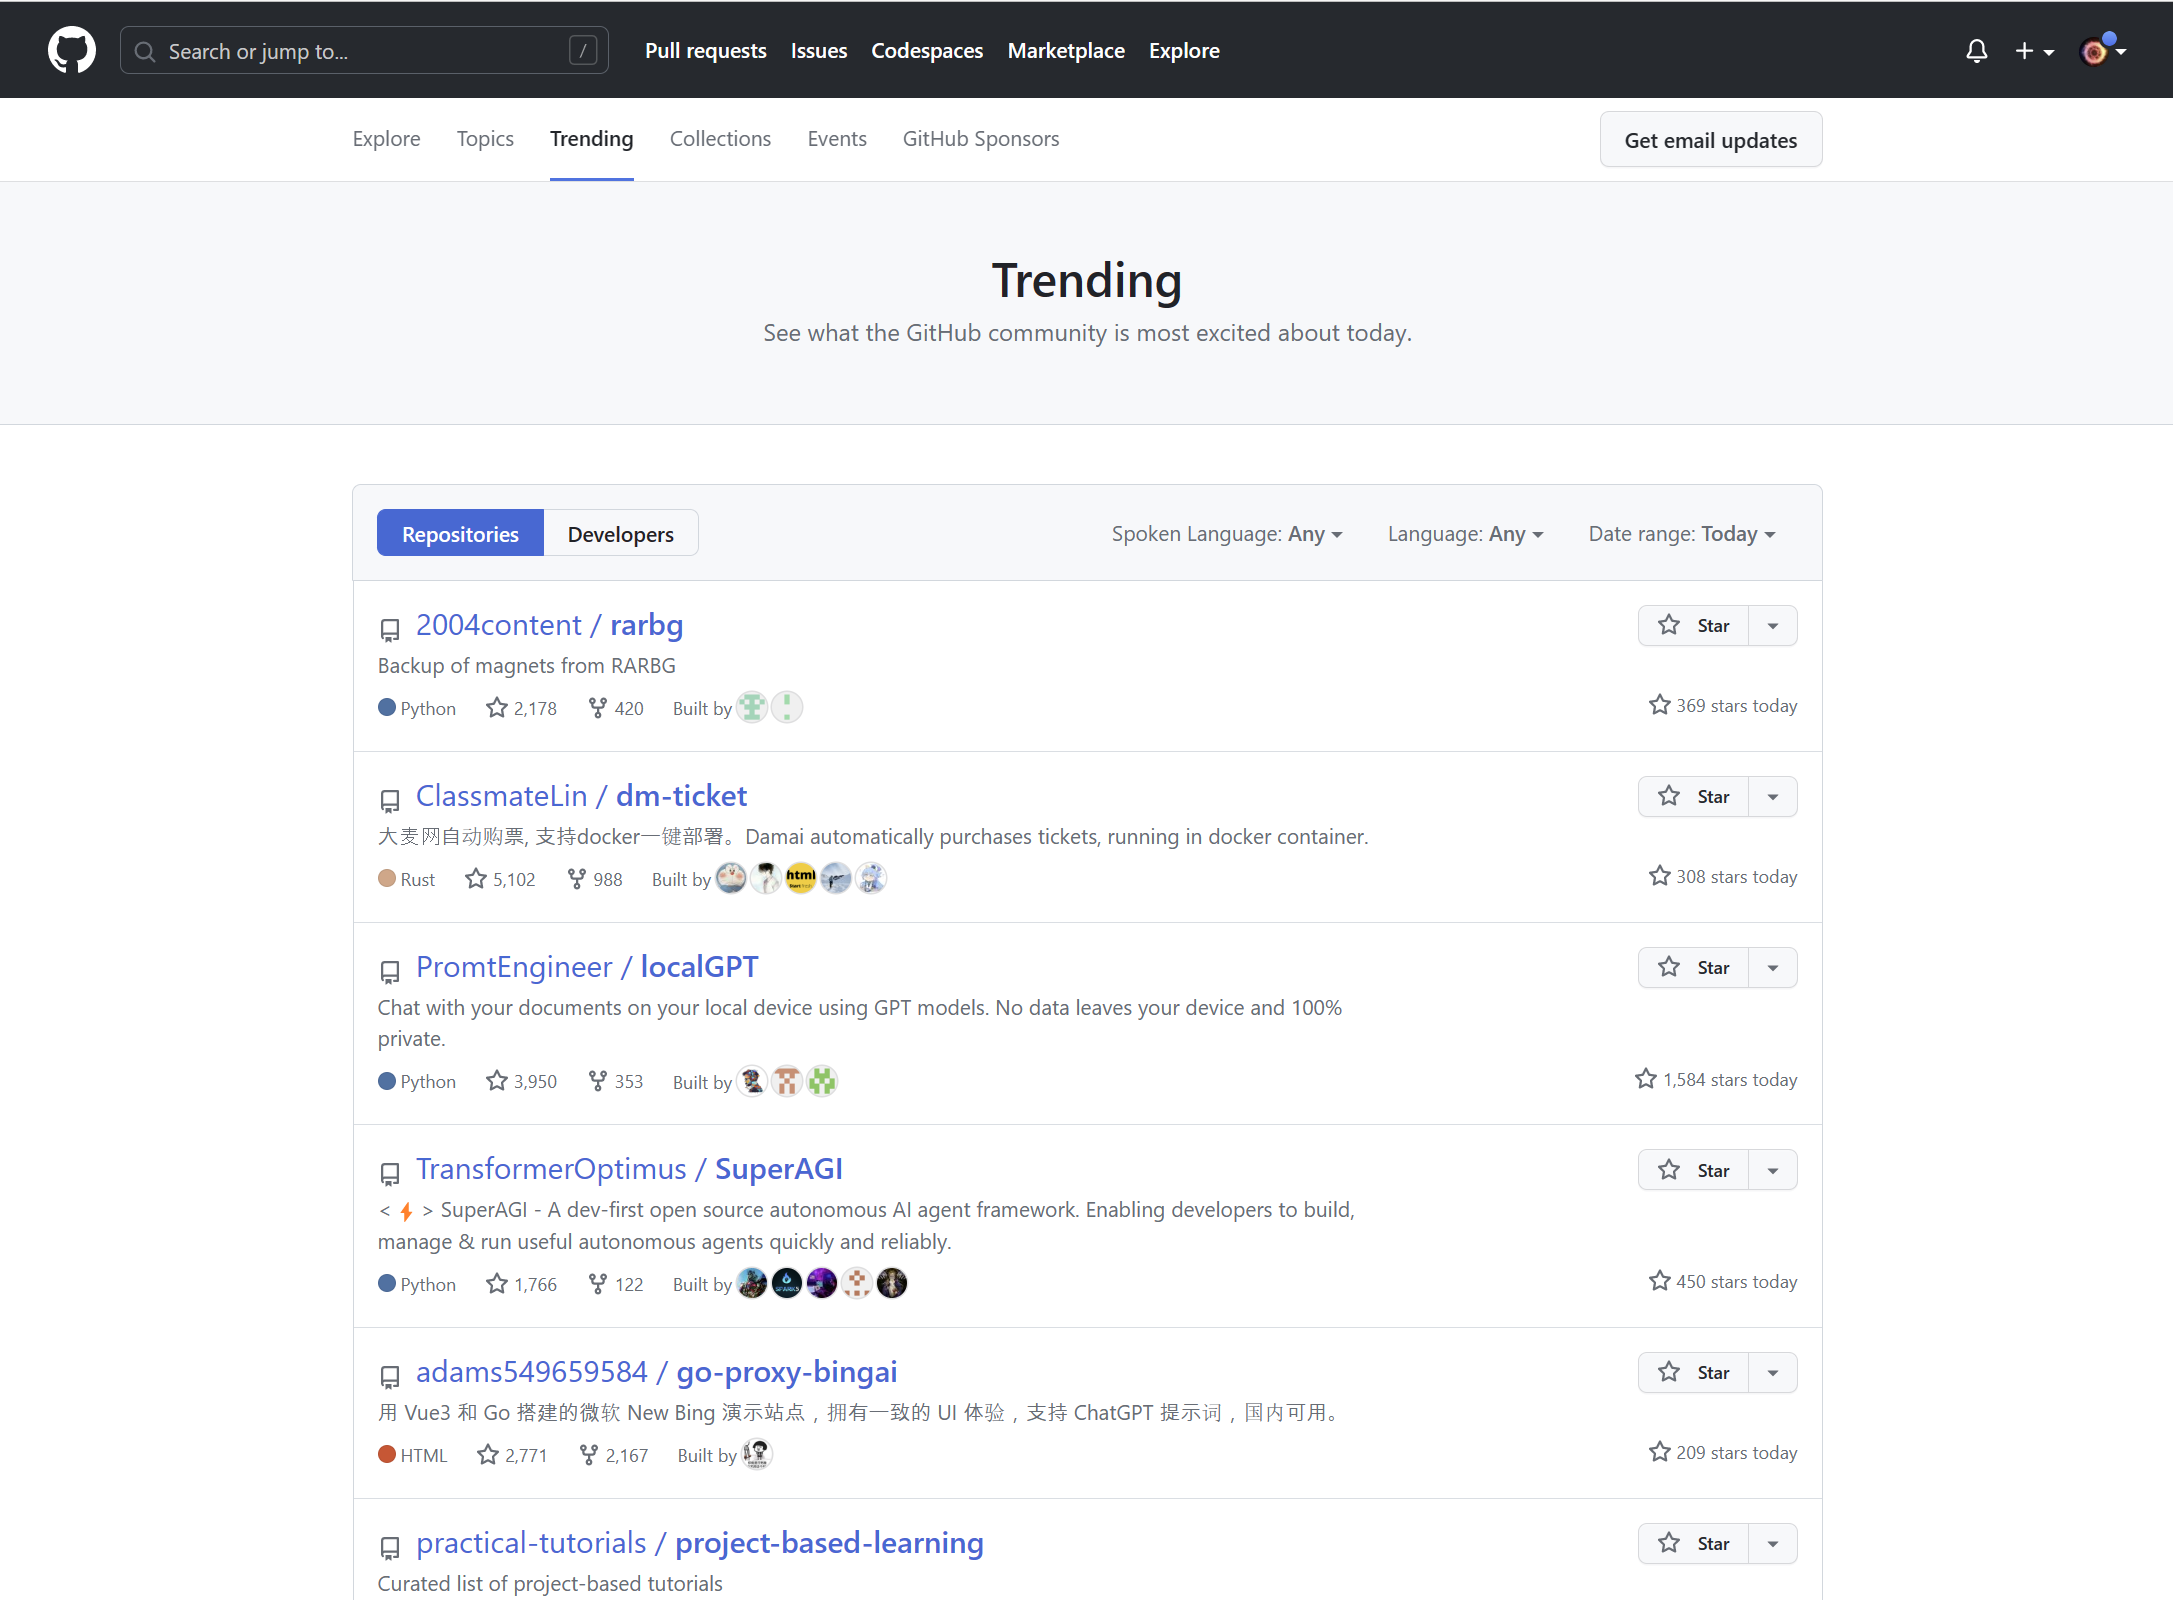 Search or jump to... /
Pull requests Issues Codespaces Marketplace Explore
Explore Topics Trending Collections Events GitHub Sponsors
Get email updates
Trending
See what the GitHub community is most excited about today.
Repositories Developers Spoken Language: Any Language: Any Date range: Today
2004content / rarbg Star
Backup of magnets from RARBG
Python 2,178 420 Built by 369 stars today
ClassmateLin / dm-ticket Star
大麦网自动购票, 支持docker一键部署。Damai automatically purchases tickets, running in docker container.
Rust 5,102 988 Built by html 308 stars today
PromtEngineer / localGPT Star
Chat with your documents on your local device using GPT models. No data leaves your device and 100%
private.
Python 3,950 353 Built by 1,584 stars today
TransformerOptimus / SuperAGI Star
< ⚡ > SuperAGI - A dev-first open source autonomous AI agent framework. Enabling developers to build,
manage & run useful autonomous agents quickly and reliably.
Python 1,766 122 Built by 450 stars today
adams549659584 / go-proxy-bingai Star
用 Vue3 和 Go 搭建的微软 New Bing 演示站点，拥有一致的 UI 体验，支持 ChatGPT 提示词，国内可用。
HTML 2,771 2,167 Built by 209 stars today
practical-tutorials / project-based-learning Star
Curated list of project-based tutorials